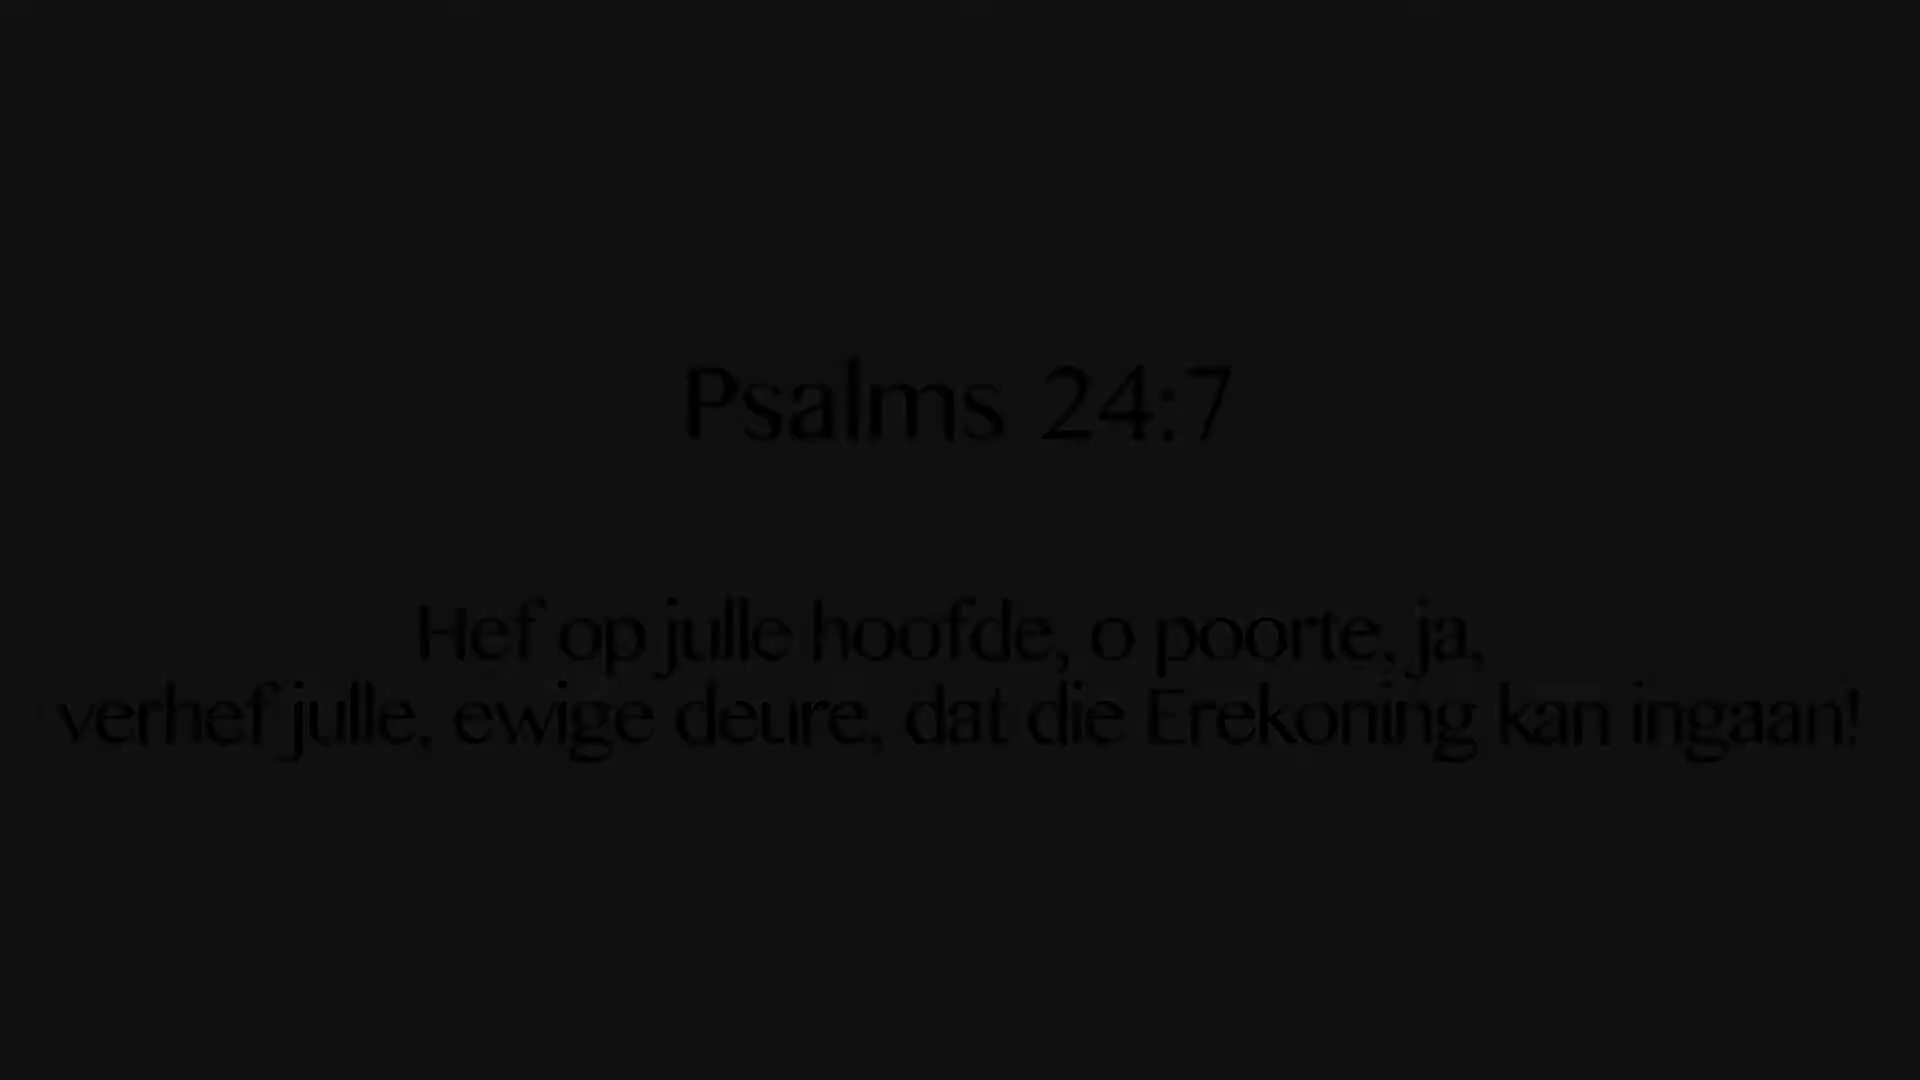 Psalms 24:7
Hef op julle hoofde, o poorte, ja,
verhef julle, ewige deure, dat die Erekoning kan ingaan!